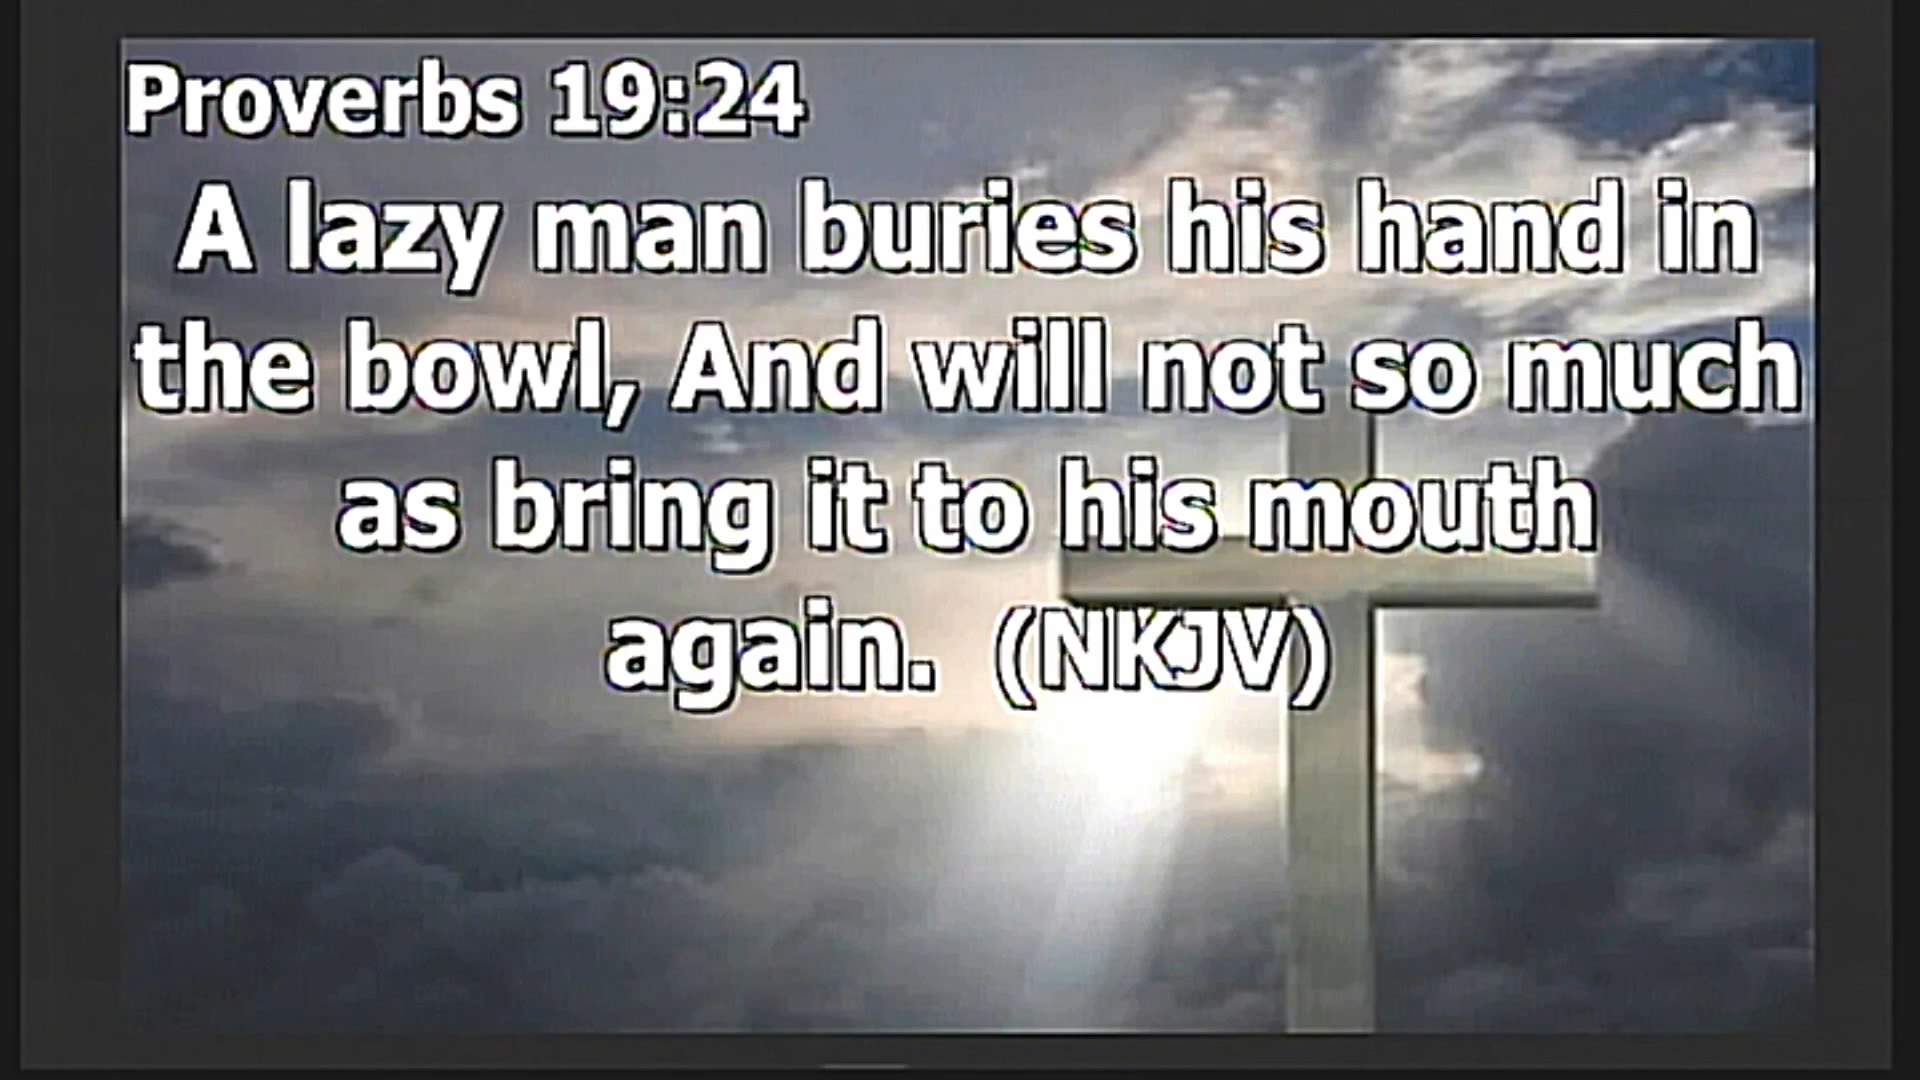 Proverbs 19:24
A lazy man buries his hand in
the bowl, And will not so much
as bring it to his mouth
again. (NKJV)